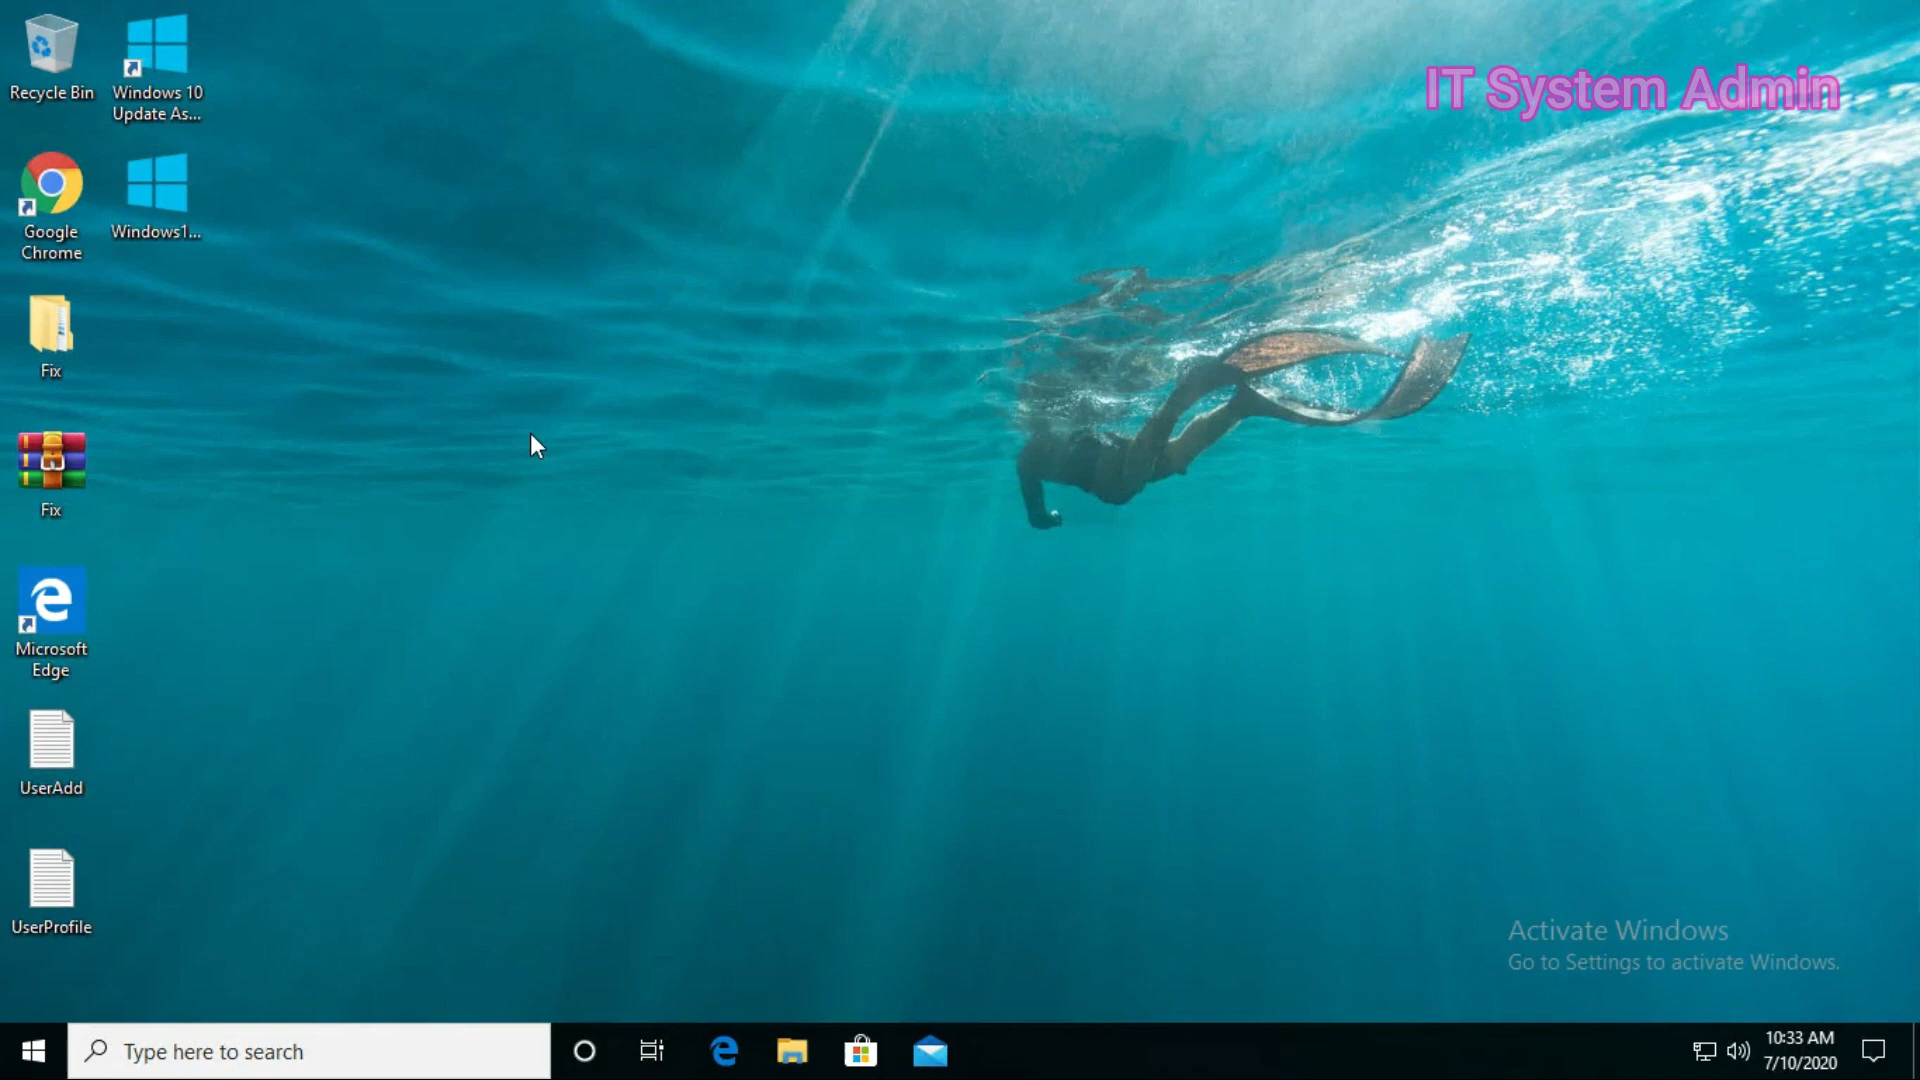 IT System Admin
Recycle Bin
Windows 10
Update As...
Google
Chrome
Windows1...
Fix
Fix
Microsoft
Edge
UserAdd
UserProfile
Activate Windows
Go to Settings to activate Windows.
Type here to search
10:33 AM
7/10/2020